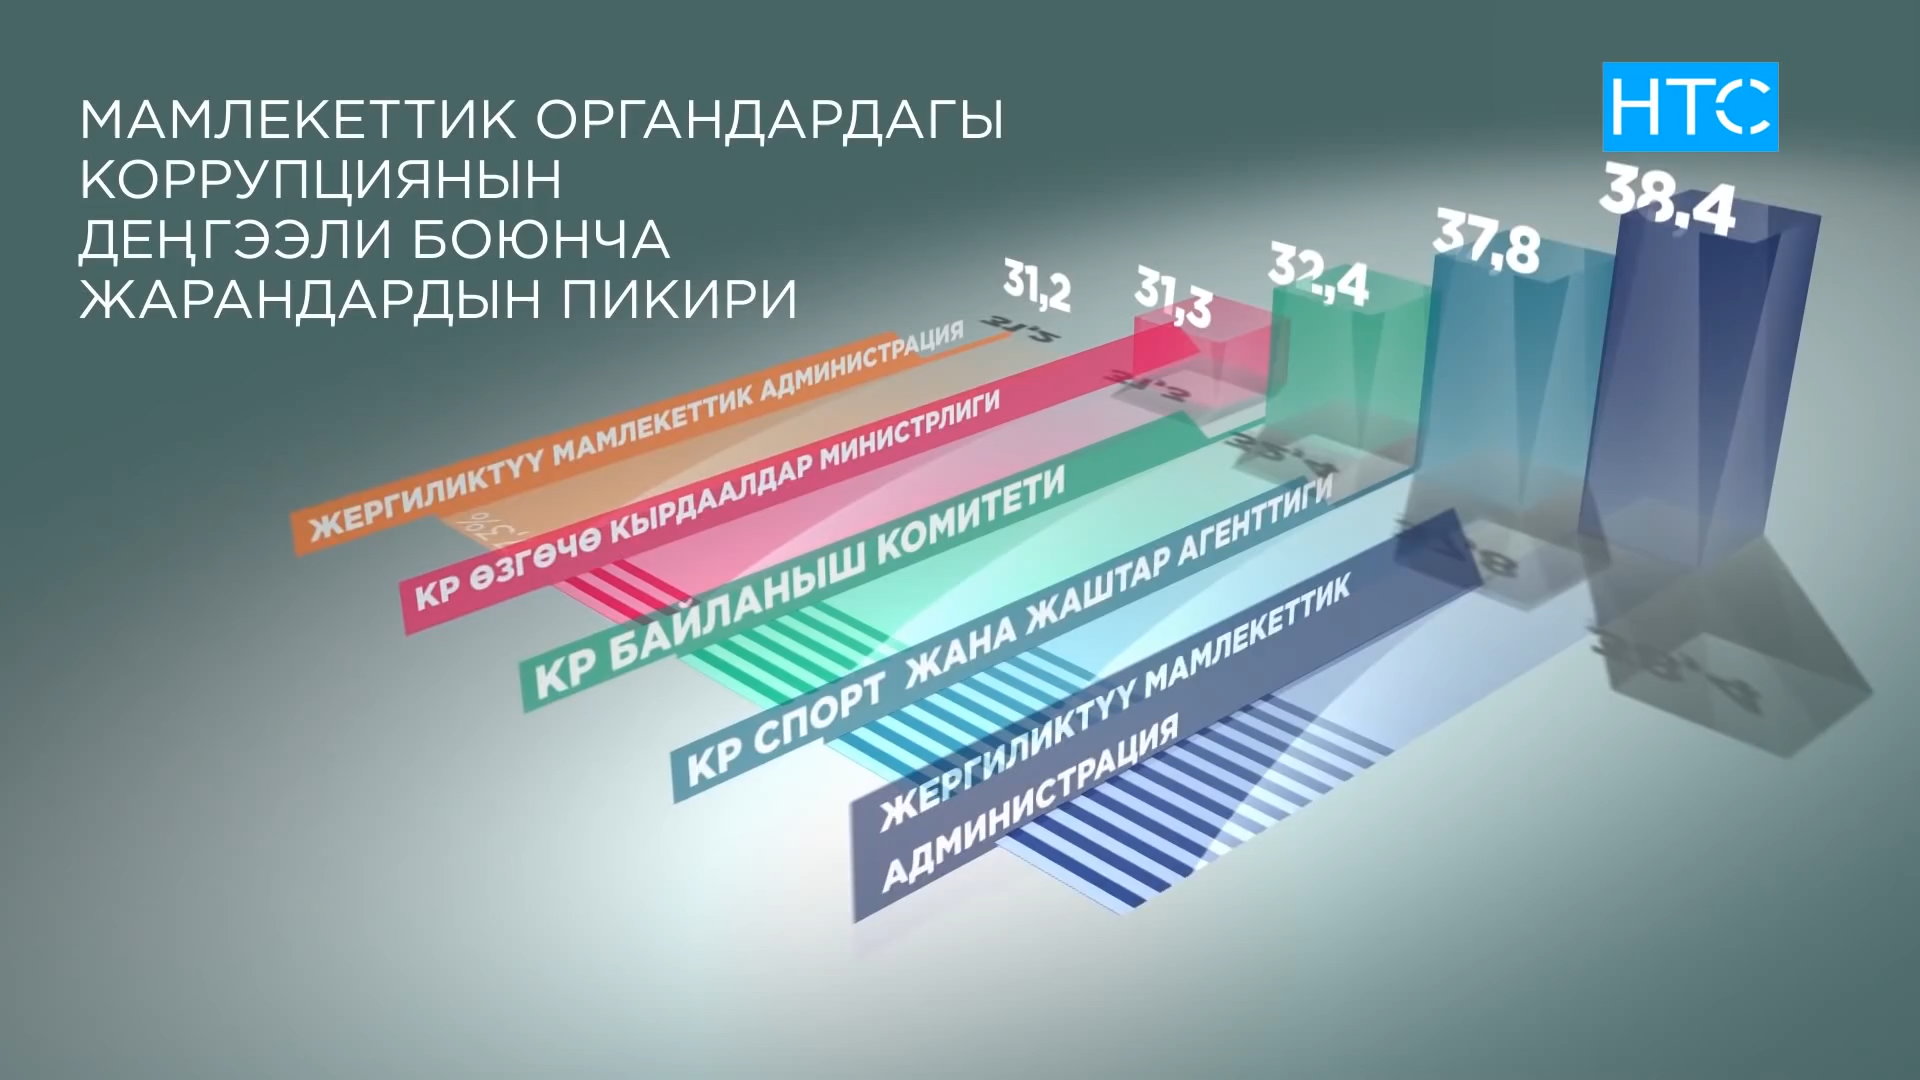 МАМЛЕКЕТТИК ОРГАНДАРДАГЫ
КОРРУПЦИЯНЫН
ДЕҢГЭЭЛИ БОЮНЧА
ЖАРАНДАРДЫН ПИКИРИ
НТС
31,2
31,3
32,4
37,8
38,4
ЖЕРГИЛИКТҮҮ МАМЛЕКЕТТИК АДМИНИСТРАЦИЯ
КР ӨЗГӨЧӨ КЫРДААЛДАР МИНИСТРЛИГИ
КР БАЙЛАНЫШ КОМИТЕТИ
КР СПОРТ ЖАНА ЖАШТАР АГЕНТТИГИ
ЖЕРГИЛИКТҮҮ МАМЛЕКЕТТИК
АДМИНИСТРАЦИЯ